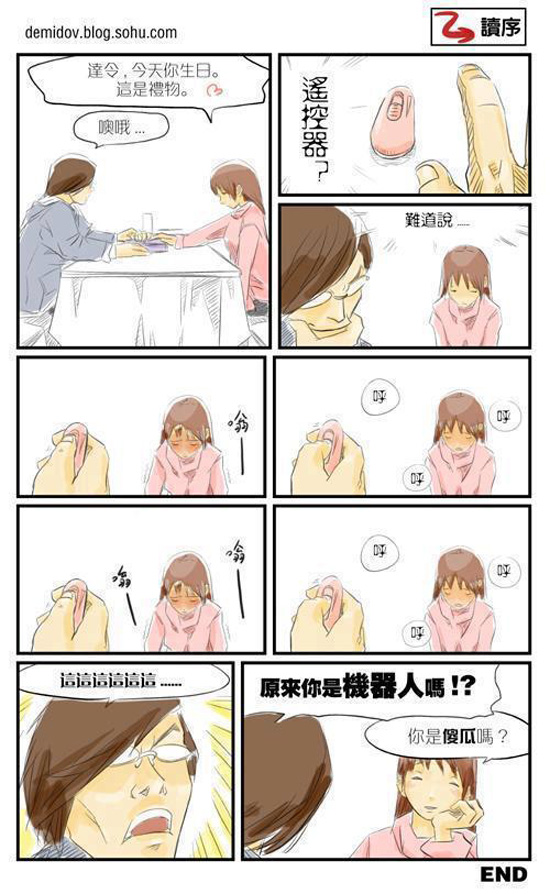 demidov.blog.sohu.com
讀序
達令，今天你生日。
這是禮物。
噢哦 ...
遙控器？
難道說 .....
嗡—
呼
呼
呼
嗡—
嗡—
呼
呼
呼
這這這這這這 ......
原來你是機器人嗎 !?
你是傻瓜嗎？
END